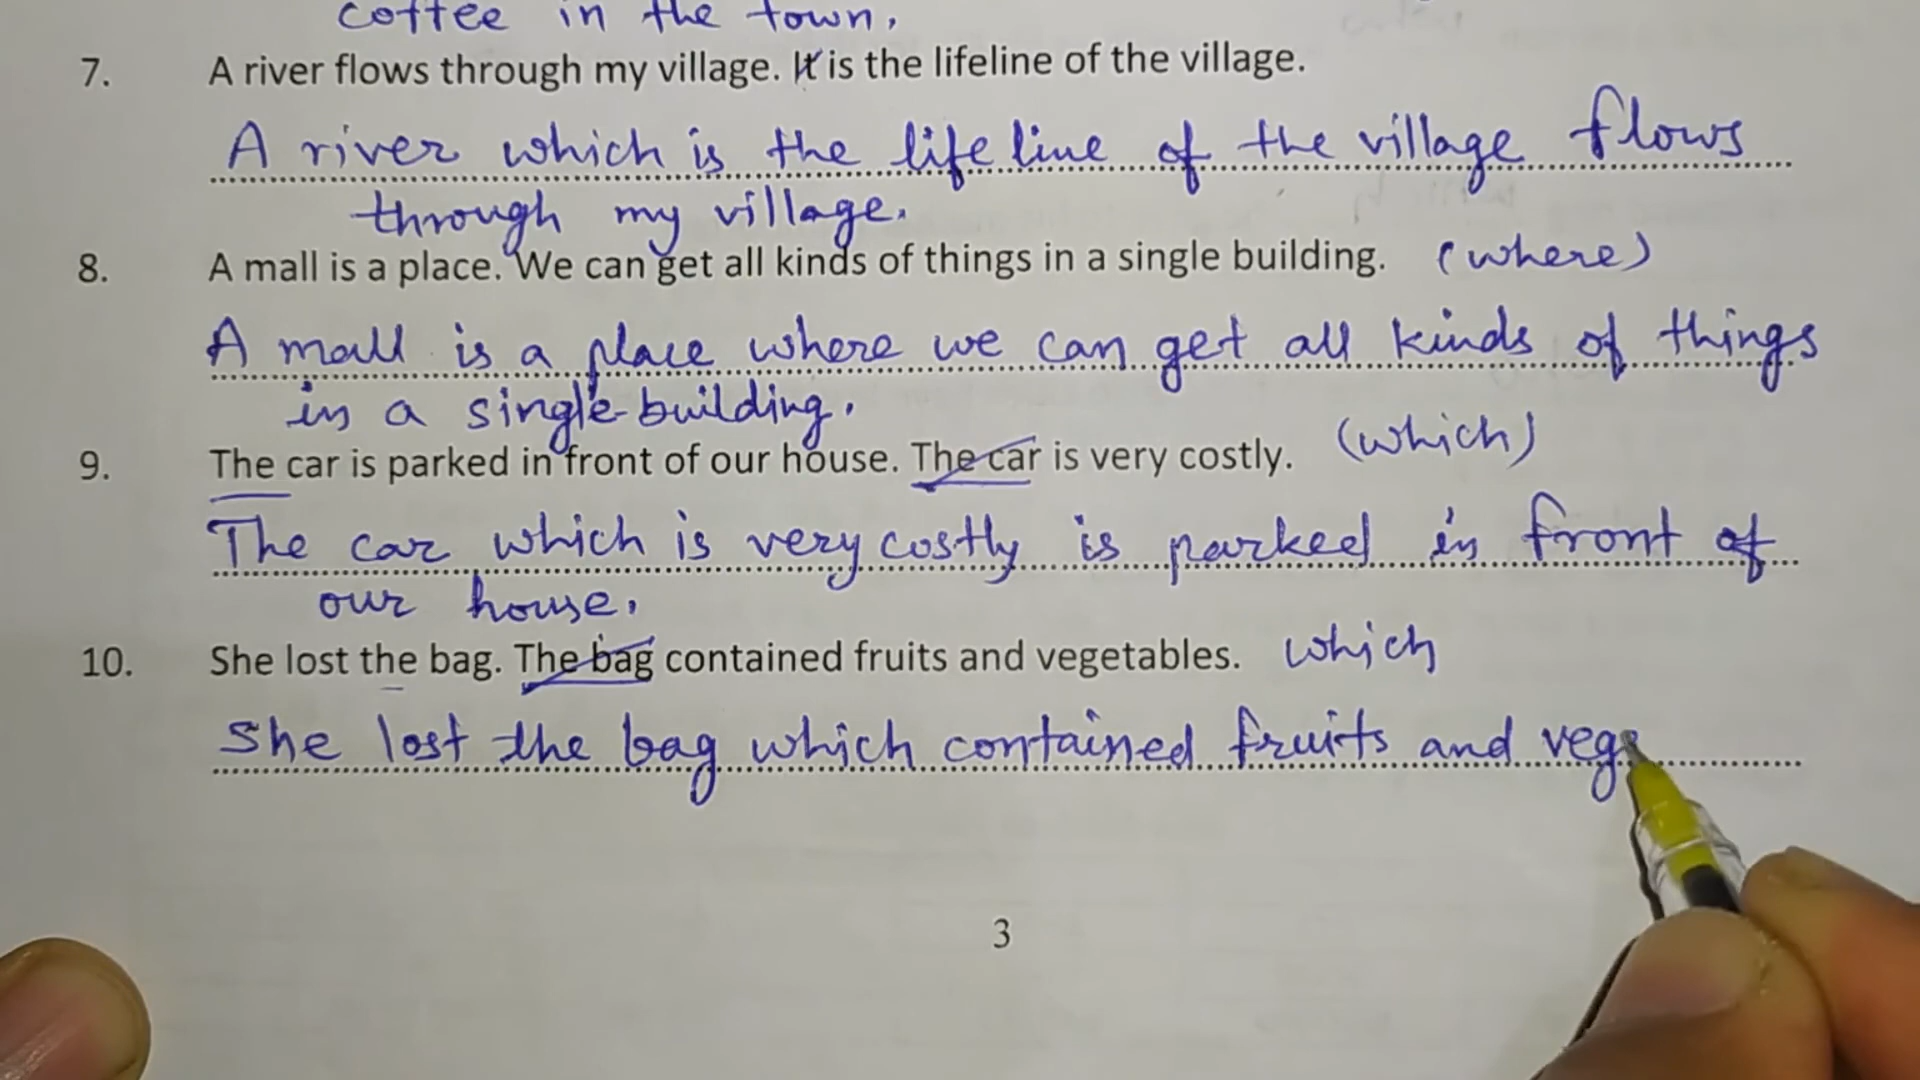 coffee in the town.
7. A river flows through my village. It is the lifeline of the village.
A river which is the lifeline of the village flows
through my village.
8. A mall is a place. We can get all kinds of things in a single building. (where)
A mall is a place where we can get all kinds of things
in a single building.
9. The car is parked in front of our house. The car is very costly. (which)
The car which is very costly is parked in front of
our house.
10. She lost the bag. The bag contained fruits and vegetables. which
She lost the bag which contained fruits and vege
3